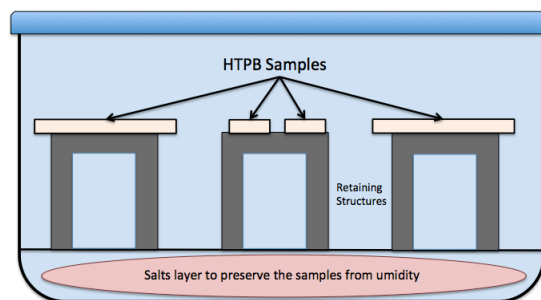 HTPB Samples
Retaining
Structures
Salts layer to preserve the samples from umidity